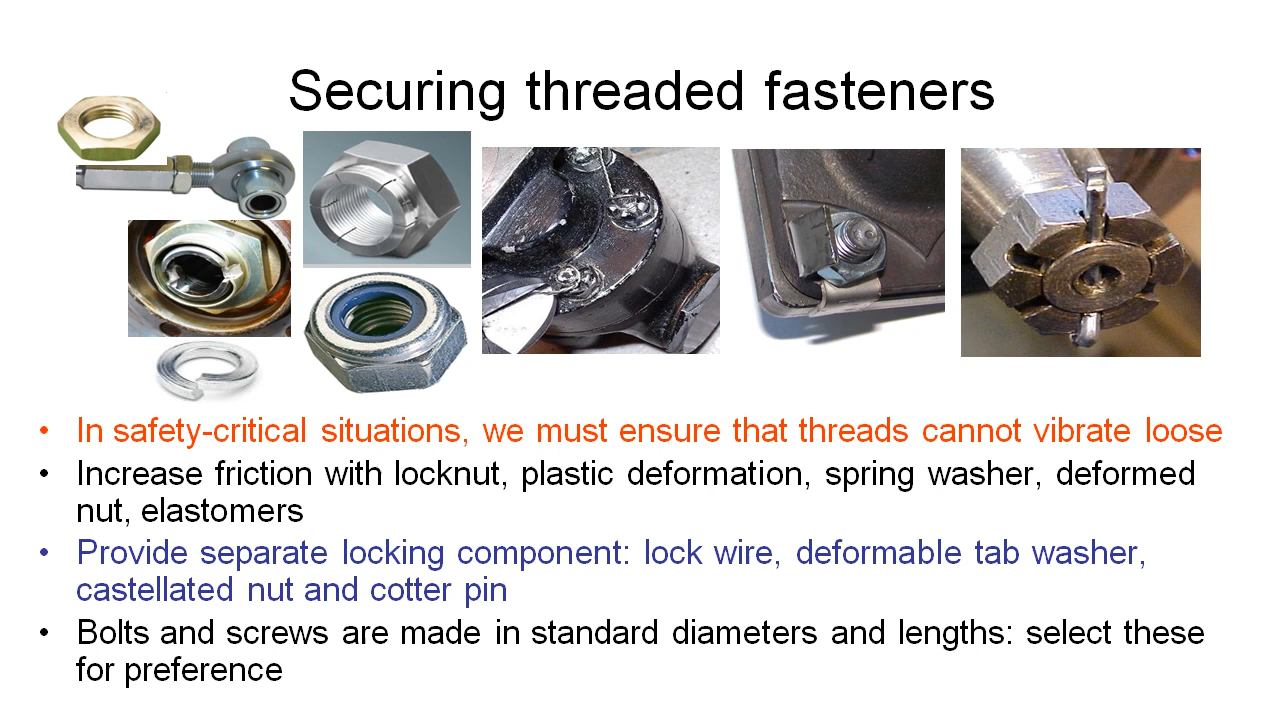 Securing threaded fasteners
• In safety-critical situations, we must ensure that threads cannot vibrate loose
• Increase friction with locknut, plastic deformation, spring washer, deformed
nut, elastomers
• Provide separate locking component: lock wire, deformable tab washer,
castellated nut and cotter pin
• Bolts and screws are made in standard diameters and lengths: select these
for preference